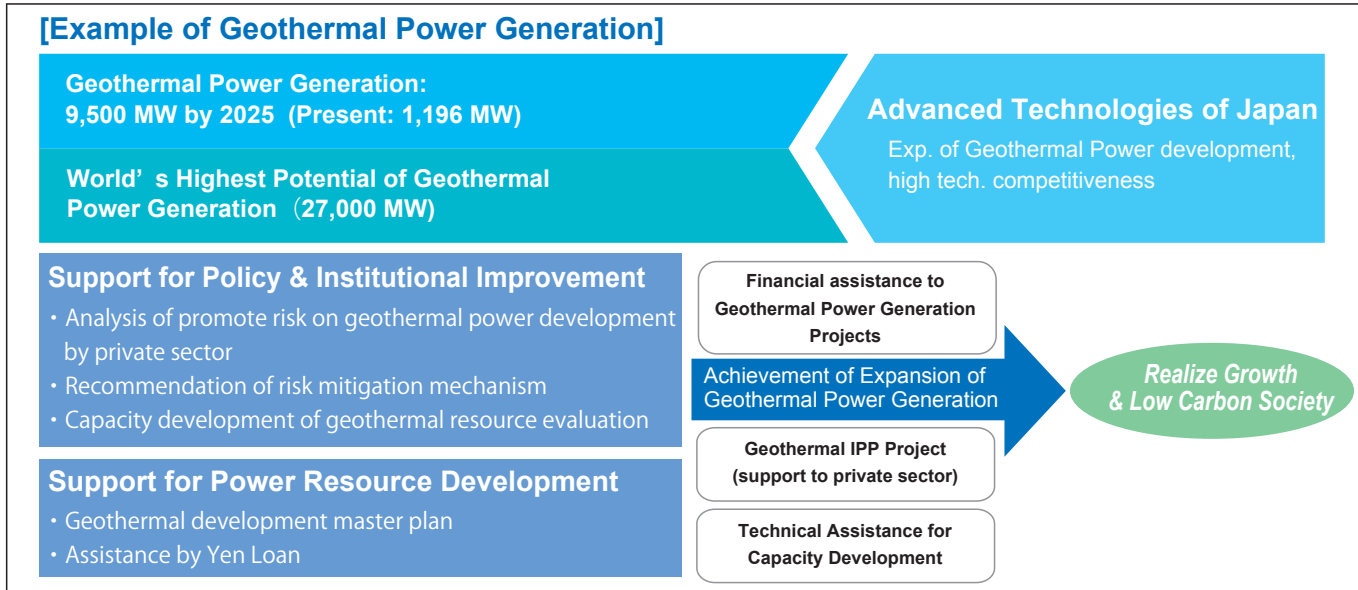 [Example of Geothermal Power Generation]
Geothermal Power Generation:
9,500 MW by 2025  (Present: 1,196 MW)
World’ s Highest Potential of Geothermal
Power Generation（27,000 MW)
Advanced Technologies of Japan
Exp. of Geothermal Power development,
high tech. competitiveness
Support for Policy & Institutional Improvement
・Analysis of promote risk on geothermal power development
by private sector
・Recommendation of risk mitigation mechanism
・Capacity development of geothermal resource evaluation
Support for Power Resource Development
・Geothermal development master plan
・Assistance by Yen Loan
Financial assistance to
Geothermal Power Generation
Projects
Achievement of Expansion of
Geothermal Power Generation
Geothermal IPP Project
(support to private sector)
Technical Assistance for
Capacity Development
Realize Growth
& Low Carbon Society